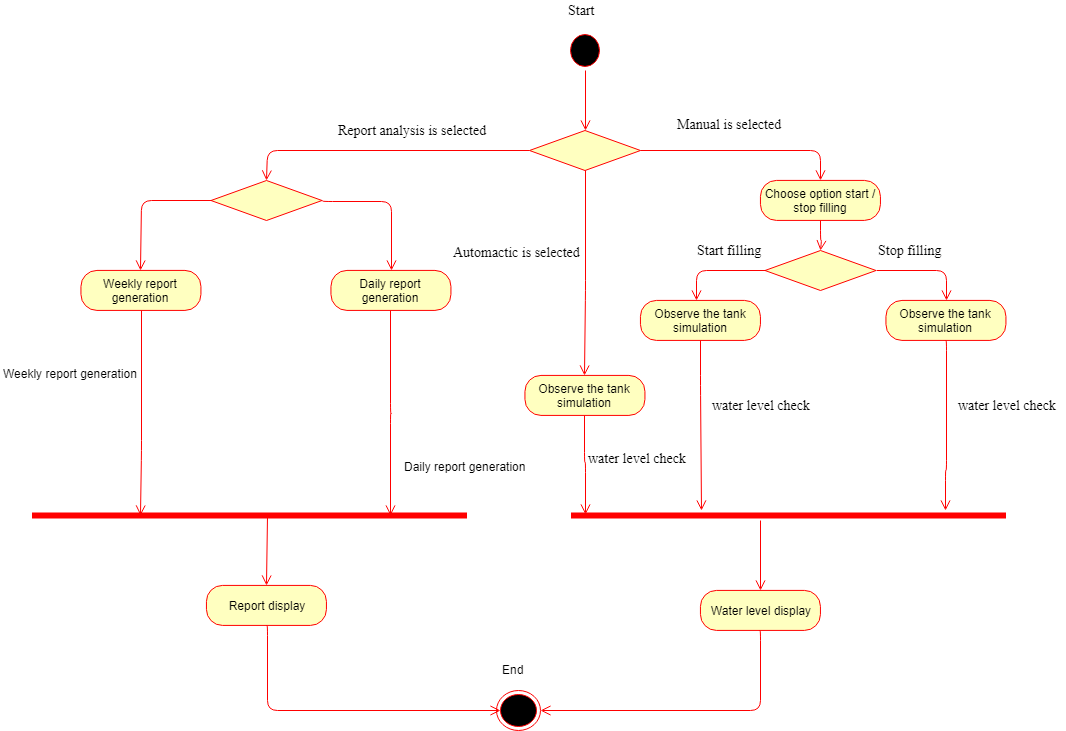 Start
Report analysis is selected
Manual is selected
Choose option start /
stop filling
Automactic is selected
Start filling
Stop filling
Weekly report
generation
Daily report
generation
Observe the tank
simulation
Observe the tank
simulation
Weekly report generation
Observe the tank
simulation
water level check
water level check
water level check
Daily report generation
Report display
Water level display
End